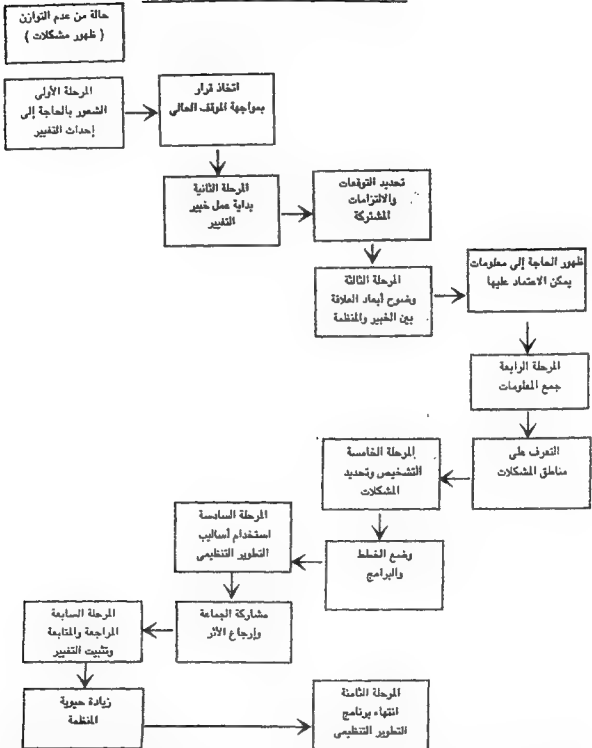 حالة من عدم التوازن
( ظهور مشكلات )
المرحلة الأولى
الشعور بالحاجة إلى
إحداث التغيير
اتخاذ قرار
بمواجهة الموقف الحالي
المرحلة الثانية
بداية عمل خبير
التغيير
تحديد التوقعات
والالتزامات
المشتركة
المرحلة الثالثة
وضوح أبعاد العلاقة
بين الخبير والمنظمة
ظهور الحاجة إلى معلومات
يمكن الاعتماد عليها
المرحلة الرابعة
جمع المعلومات
التعرف على
مناطق المشكلات
المرحلة الخامسة
التشخيص وتحديد
المشكلات
وضع الخطط
والبرامج
المرحلة السادسة
استخدام أساليب
التطوير التنظيمى
مشاركة الجماعة
وإرجاع الأثر
المرحلة السابعة
المراجعة والمتابعة
وتثبيت التغيير
زيادة حيوية
المنظمة
المرحلة الثامنة
انتهاء برنامج
التطوير التنظيمى